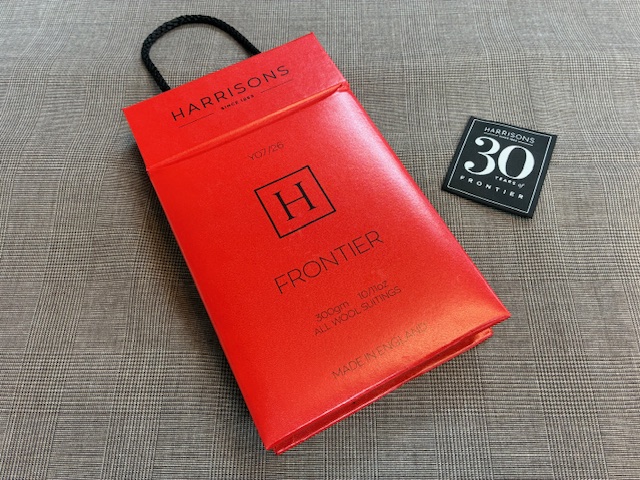 HARRISONS
SINCE 1863
Y07/26
H
FRONTIER
300gm 10/11oz
ALL WOOL SUITINGS
MADE IN ENGLAND
HARRISONS
30
YEARS of
FRONTIER